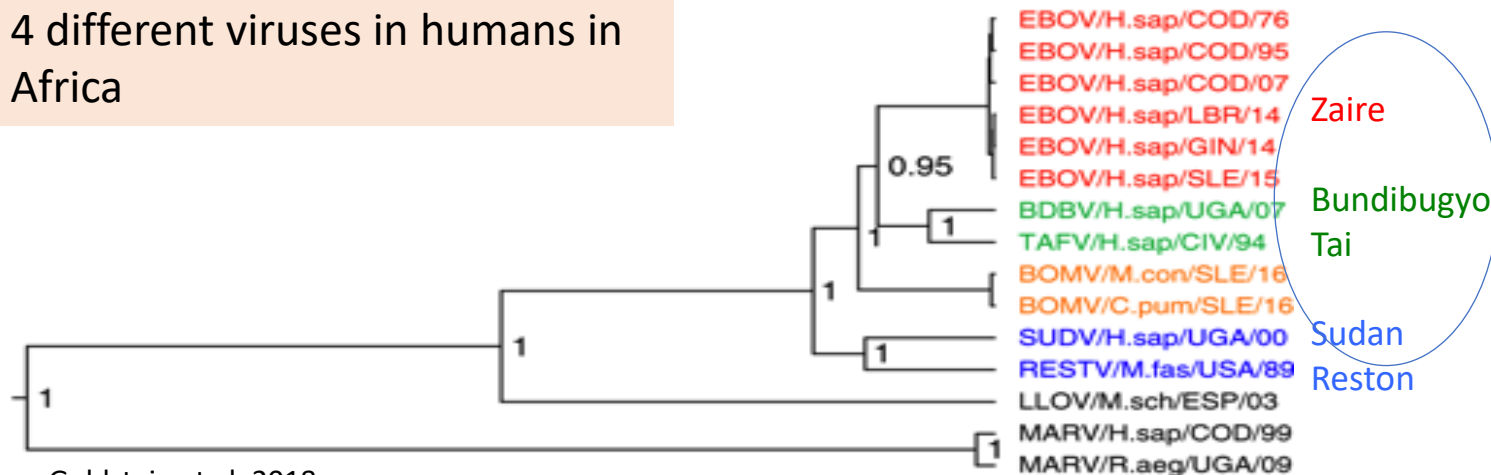 4 different viruses in humans in
Africa
EBOV/H.sap/COD/76
EBOV/H.sap/COD/95
EBOV/H.sap/COD/07
EBOV/H.sap/LBR/14
Zaire
EBOV/H.sap/GIN/14
0.95
EBOV/H.sap/SLE/15
BDBV/H.sap/UGA/07
Bundibugyo
1
1
TAFV/H.sap/CIV/94
Tai
BOMV/M.con/SLE/16
1
BOMV/C.pum/SLE/16
SUDV/H.sap/UGA/00
Sudan
1
1
RESTV/M.fas/USA/89
Reston
1
LLOV/M.sch/ESP/03
MARV/H.sap/COD/99
1
MARV/R.aeg/UGA/09
2018